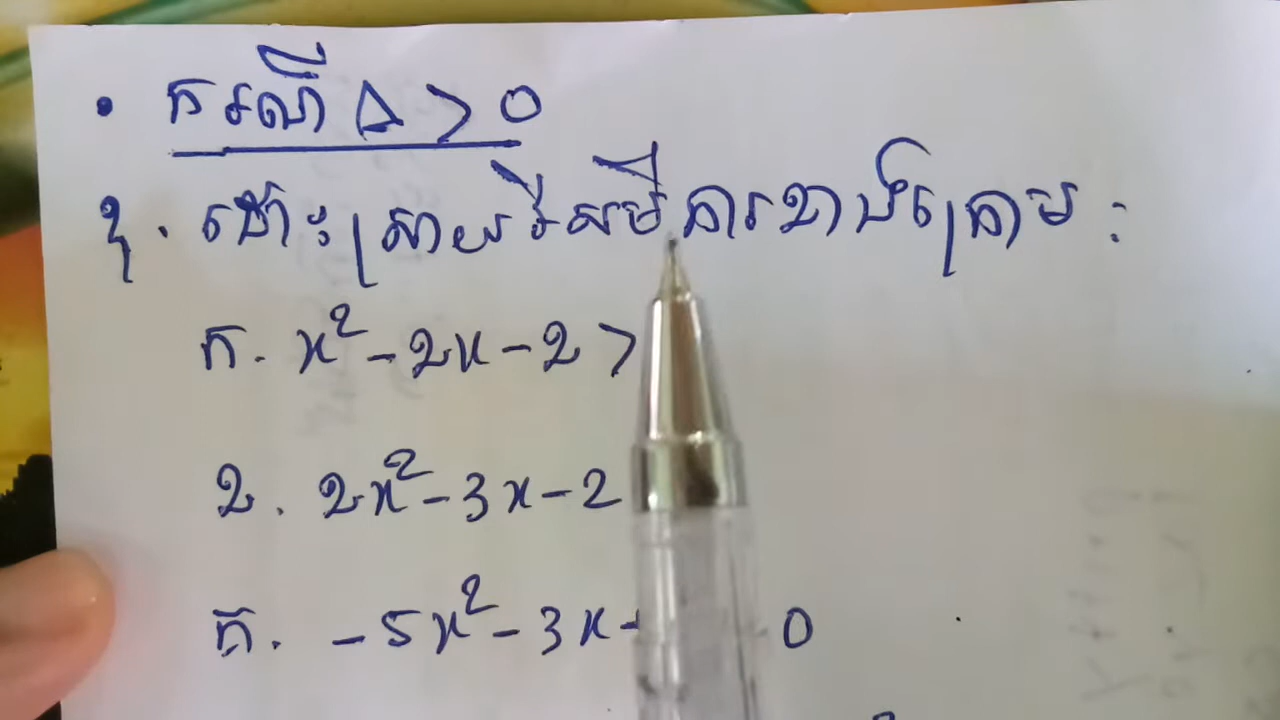 • ករណី Δ > 0
២. ដោះស្រាយវិសមីការខាងក្រោម :
ក. x² - 2x - 2 >
ខ. 2x² - 3x - 2
គ. -5x² - 3x - 0